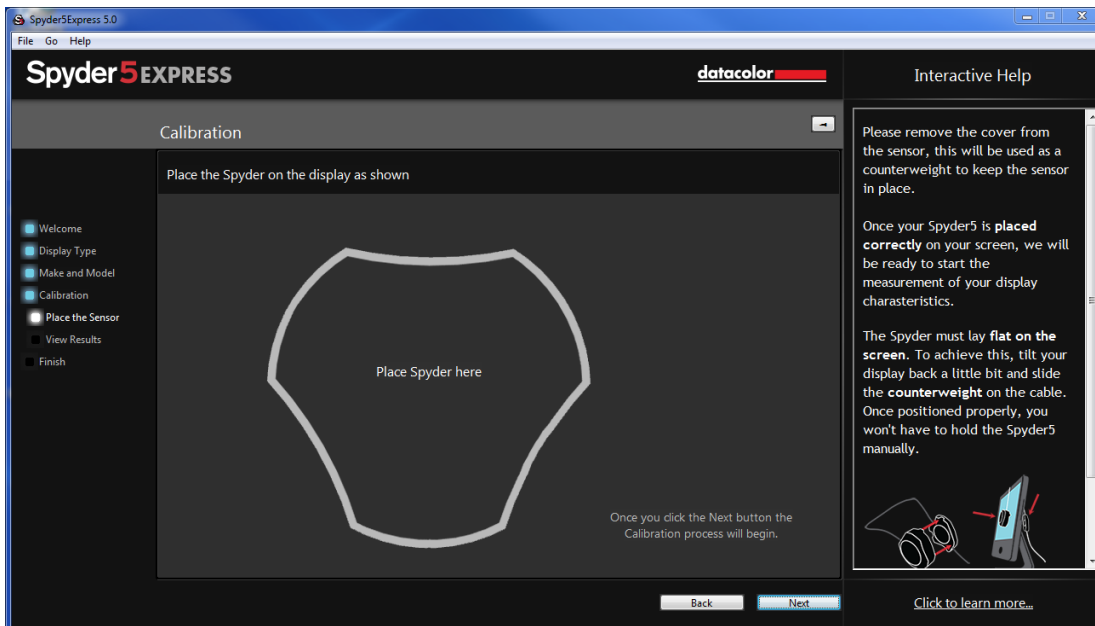 Spyder5Express 5.0
File Go Help
Spyder5EXPRESS
datacolor
Interactive Help
Calibration
Place the Spyder on the display as shown
Welcome
Display Type
Make and Model
Calibration
Place the Sensor
View Results
Finish
Place Spyder here
Once you click the Next button the
Calibration process will begin.
Back
Next
Please remove the cover from
the sensor, this will be used as a
counterweight to keep the sensor
in place.
Once your Spyder5 is placed
correctly on your screen, we will
be ready to start the
measurement of your display
charasteristics.
The Spyder must lay flat on the
screen. To achieve this, tilt your
display back a little bit and slide
the counterweight on the cable.
Once positioned properly, you
won't have to hold the Spyder5
manually.
Click to learn more...